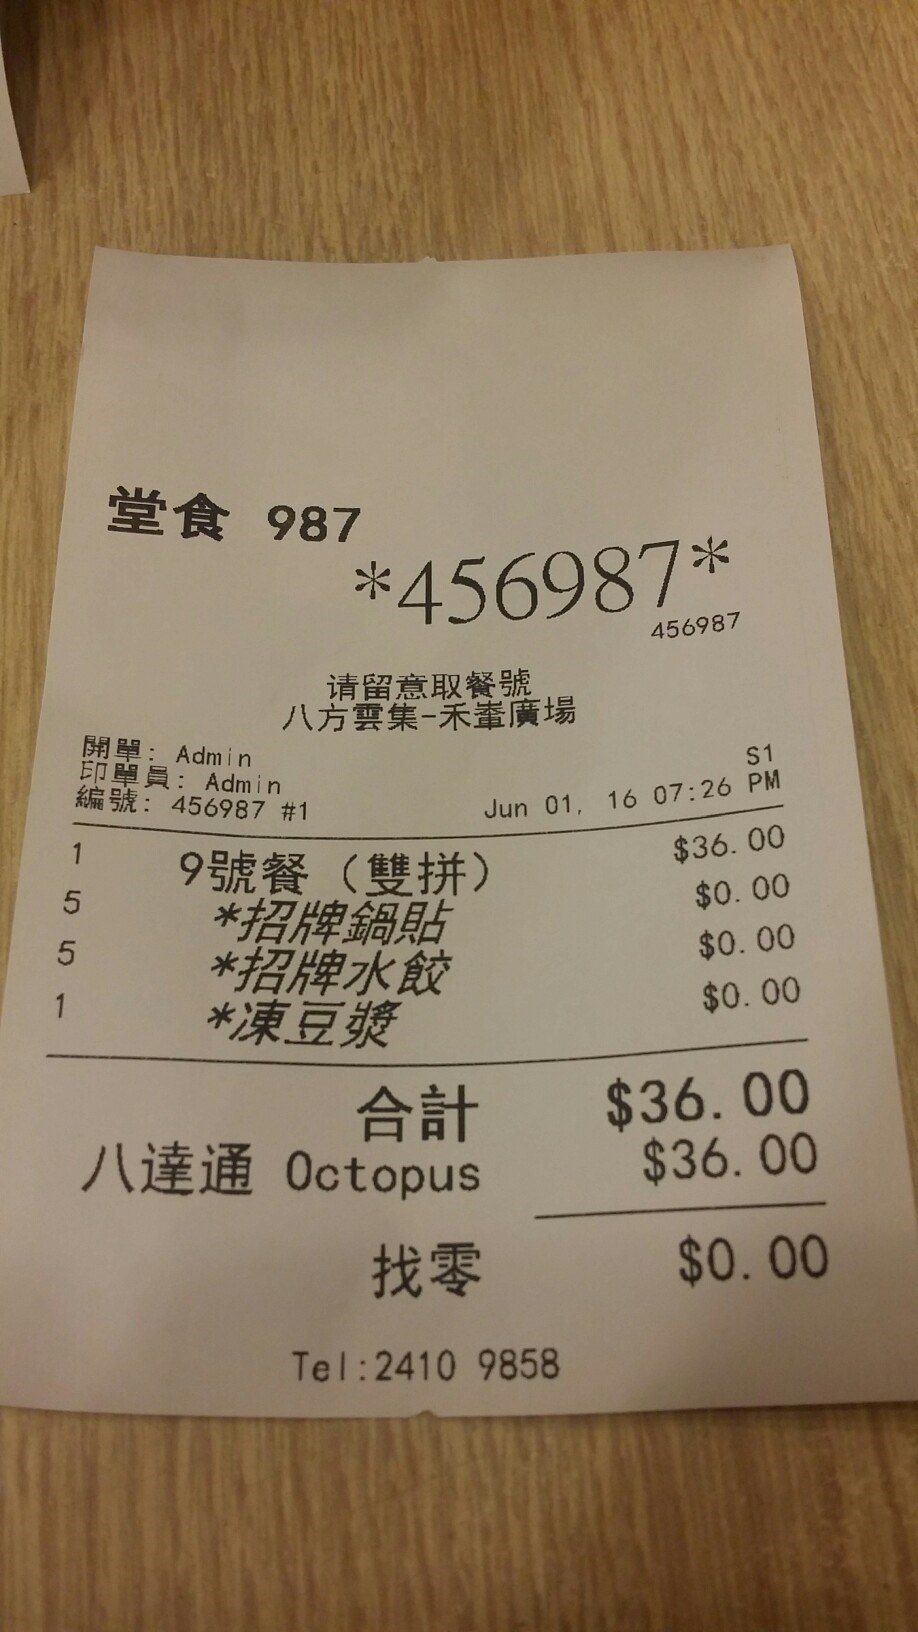 堂食 987
*456987*
456987
请留意取餐號
八方雲集-禾輋廣場
開單: Admin
印單員: Admin S1
編號: 456987 #1 Jun 01, 16 07:26 PM
1 9號餐（雙拼） $36.00
5 *招牌鍋貼 $0.00
5 *招牌水餃 $0.00
1 *凍豆漿 $0.00
合計 $36.00
八達通 Octopus $36.00
找零 $0.00
Tel:2410 9858